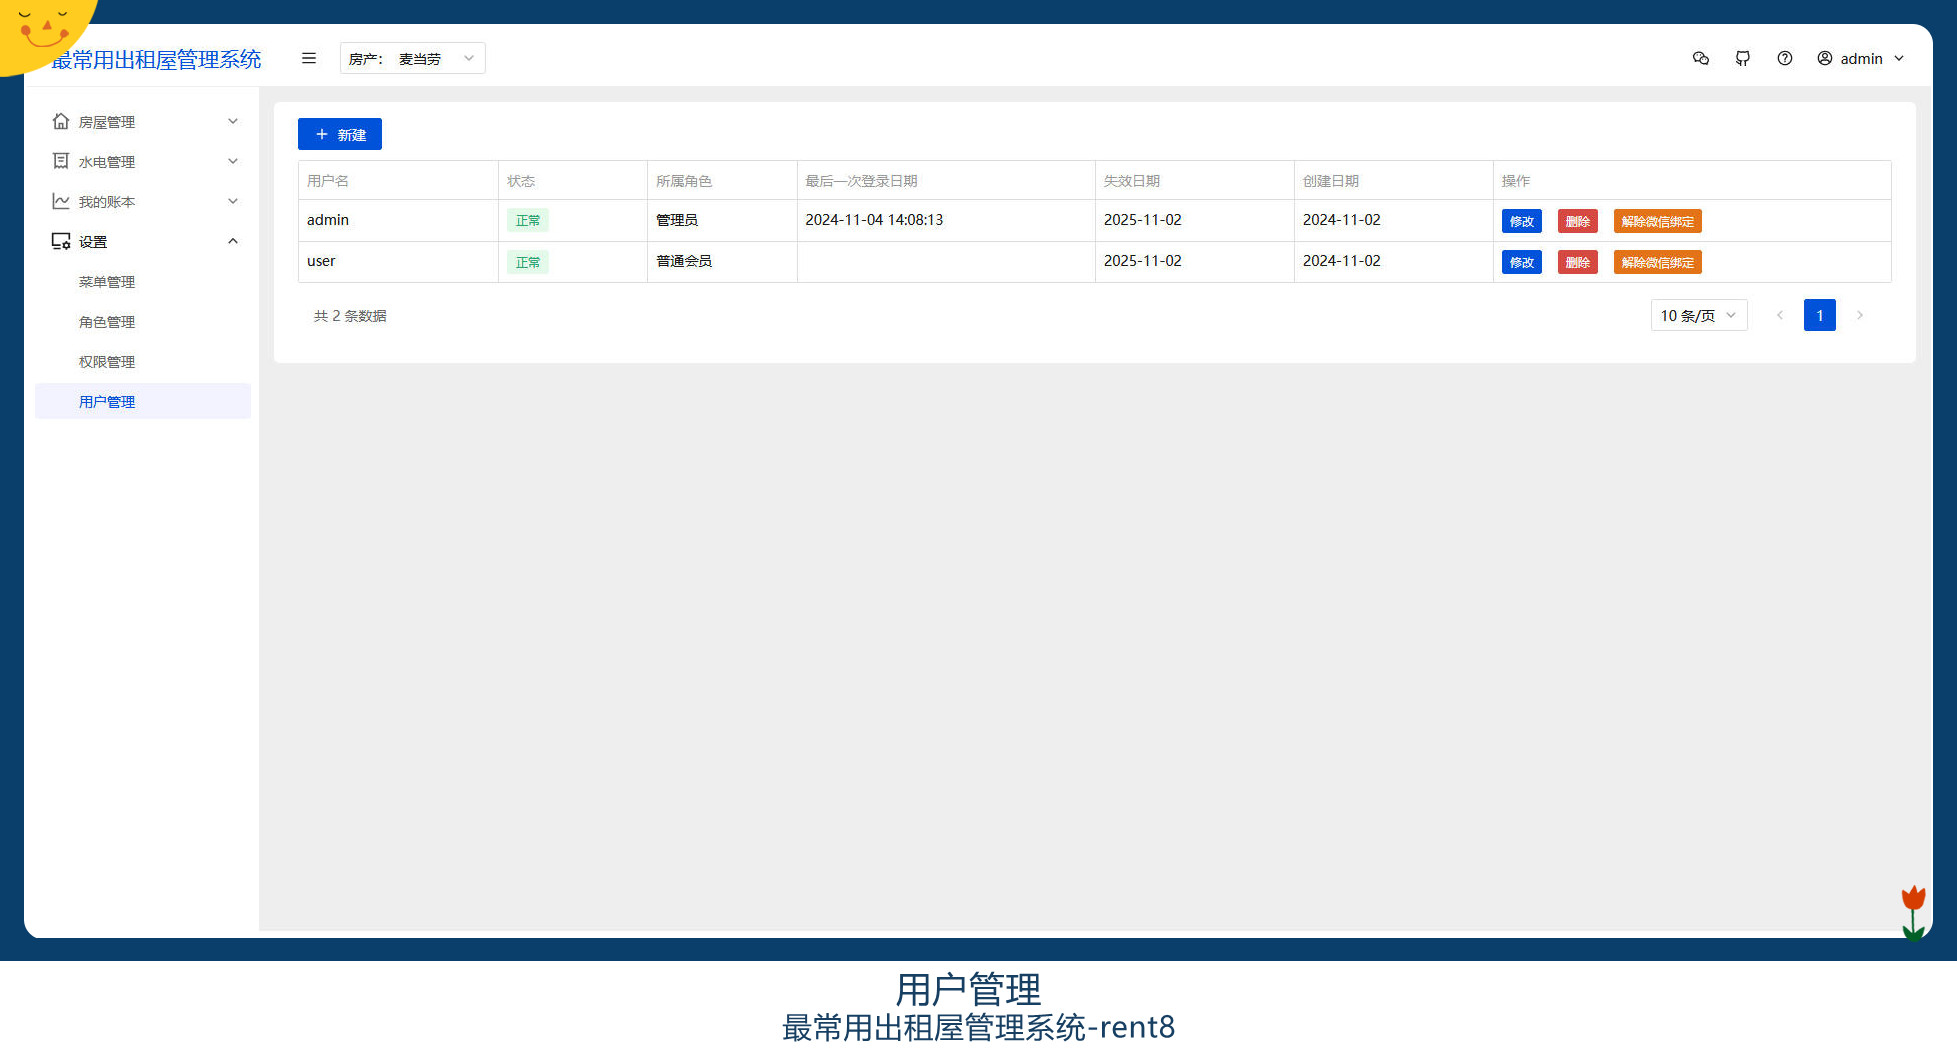 最常用出租屋管理系统
房产： 麦当劳
admin
房屋管理
水电管理
我的账本
设置
菜单管理
角色管理
权限管理
用户管理
新建
用户名 状态 所属角色 最后一次登录日期 失效日期 创建日期 操作
admin 正常 管理员 2024-11-04 14:08:13 2025-11-02 2024-11-02 修改 删除 解除微信绑定
user 正常 普通会员 2025-11-02 2024-11-02 修改 删除 解除微信绑定
共 2 条数据 10 条/页 1
用户管理
最常用出租屋管理系统-rent8